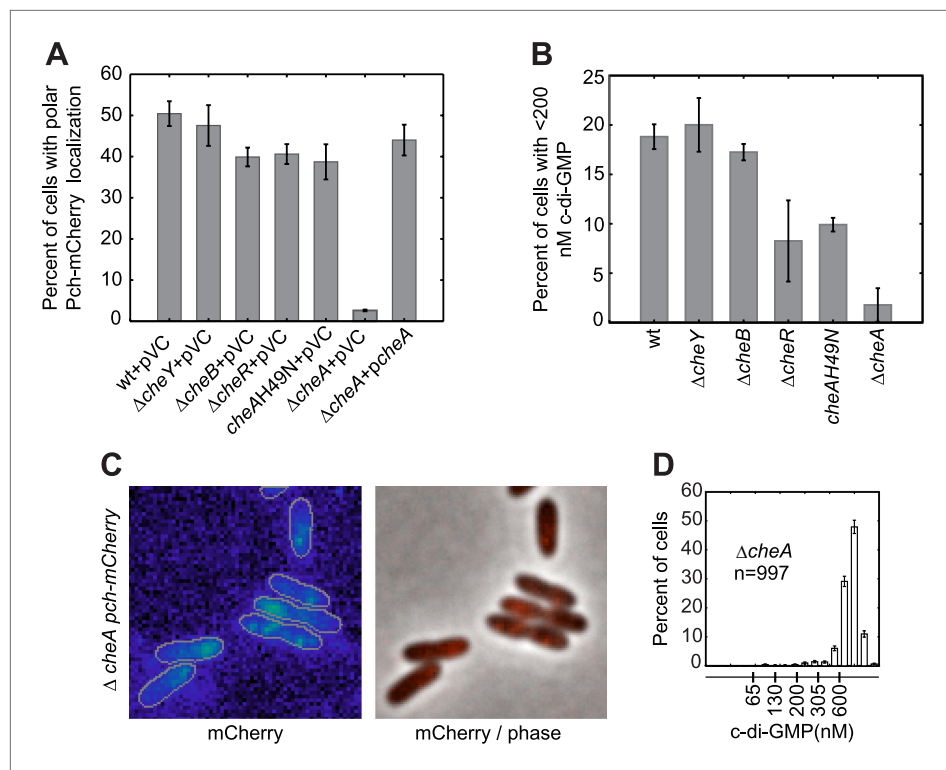 A
Percent of cells with polar
Pch-mCherry localization
60
50
40
30
20
10
0
wt+pVC
ΔcheY+pVC
ΔcheB+pVC
ΔcheR+pVC
cheAH49N+pVC
ΔcheA+pVC
ΔcheA+pcheA
B
Percent of cells with <200
nM c-di-GMP
25
20
15
10
5
0
wt
ΔcheY
ΔcheB
ΔcheR
cheAH49N
ΔcheA
C
Δ cheA pch-mCherry
mCherry
mCherry / phase
D
Percent of cells
60
50
40
30
20
10
0
ΔcheA
n=997
65
130
200
305
600
c-di-GMP(nM)